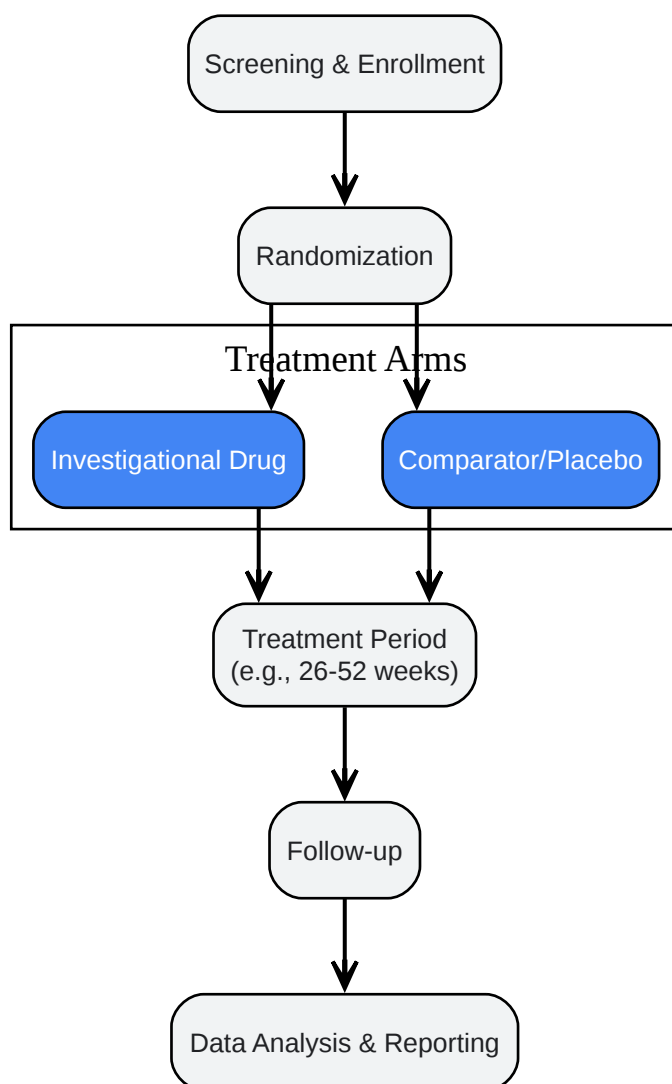 Screening & Enrollment
Randomization
Treatment Arms
Investigational Drug
Comparator/Placebo
Treatment Period
(e.g., 26-52 weeks)
Follow-up
Data Analysis & Reporting